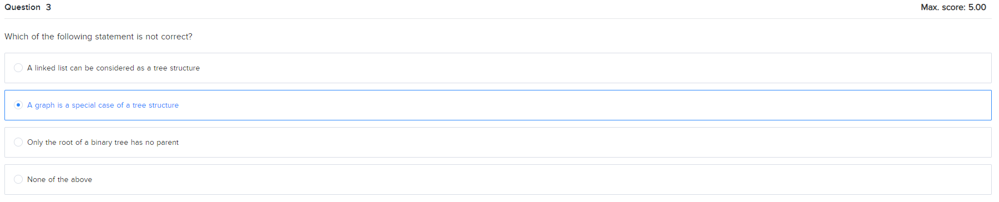 Question 3
Max. score: 5.00
Which of the following statement is not correct?
A linked list can be considered as a tree structure
A graph is a special case of a tree structure
Only the root of a binary tree has no parent
None of the above